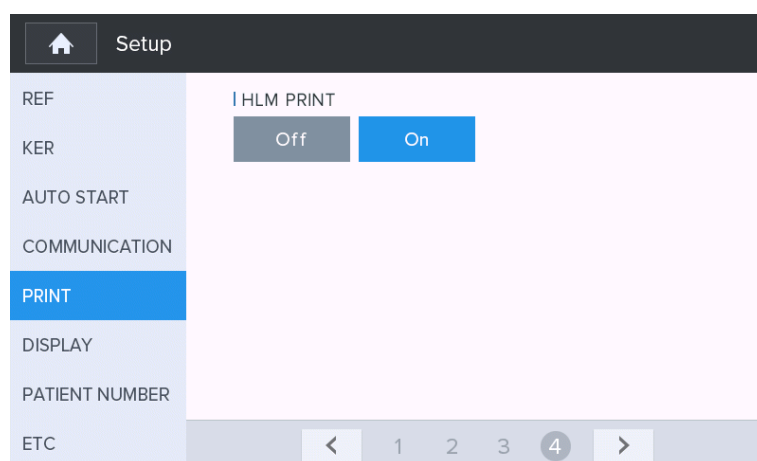 Setup
REF
KER
AUTO START
COMMUNICATION
PRINT
DISPLAY
PATIENT NUMBER
ETC
HLM PRINT
Off On
1 2 3 4